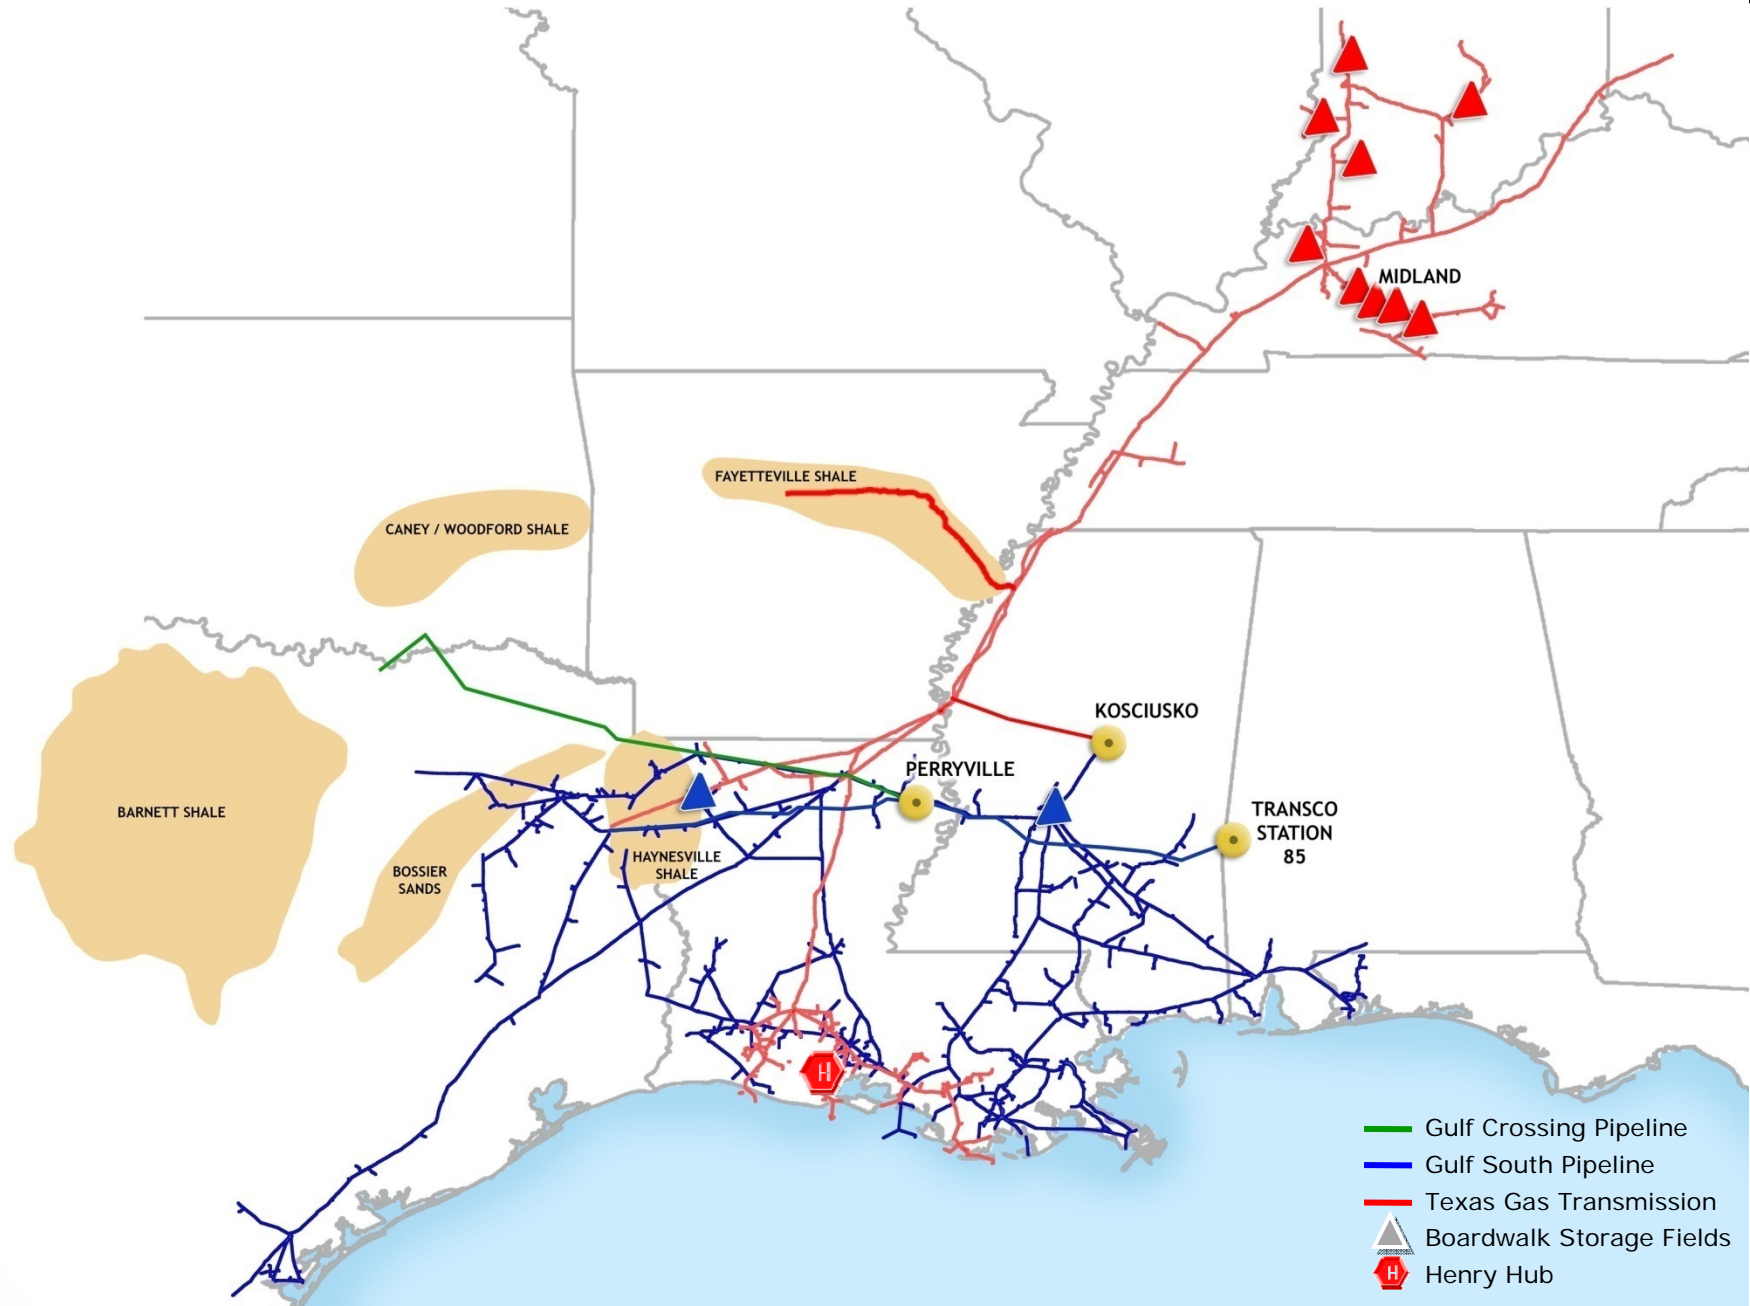 MIDLAND
FAYETTEVILLE SHALE
CANEY / WOODFORD SHALE
KOSCIUSKO
PERRYVILLE
BARNETT SHALE
TRANSCO
STATION
85
HAYNESVILLE
SHALE
BOSSIER
SANDS
H
Gulf Crossing Pipeline
Gulf South Pipeline
Texas Gas Transmission
Boardwalk Storage Fields
H
Henry Hub